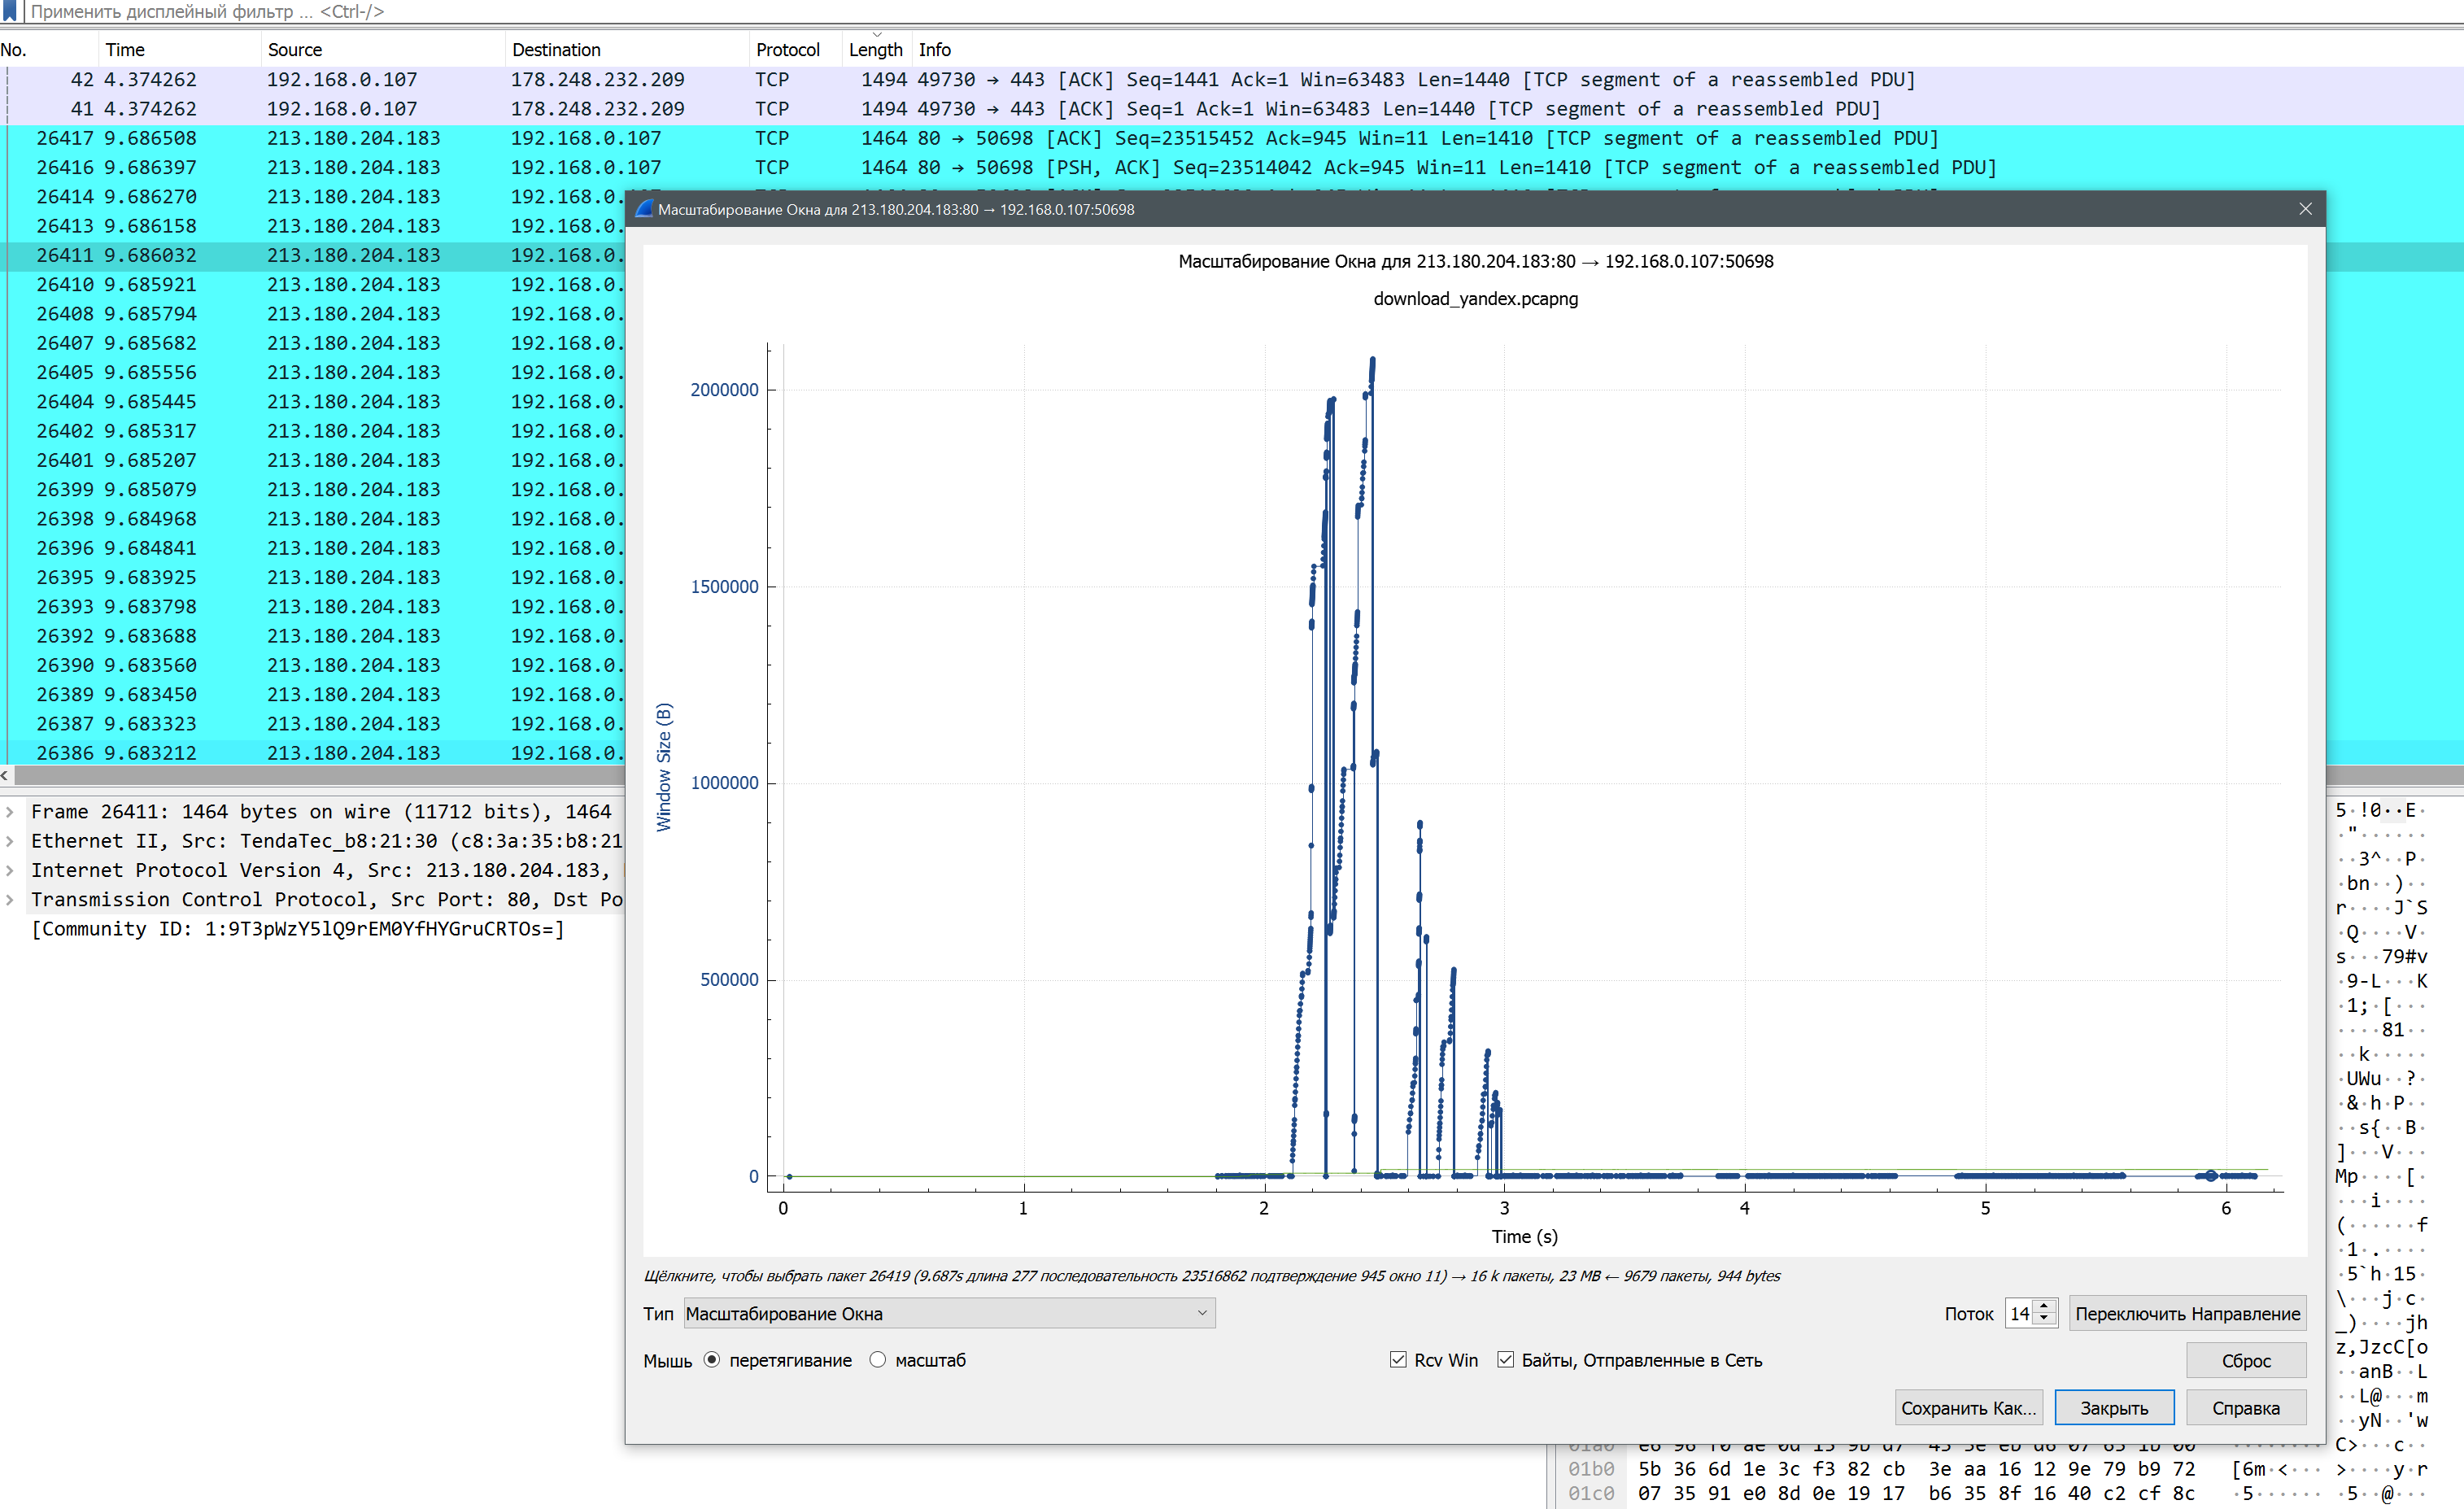 Применить дисплейный фильтр ... <Ctrl-/>
No. Time Source Destination Protocol Length Info
42 4.374262 192.168.0.107 178.248.232.209 TCP 1494 49730 → 443 [ACK] Seq=1441 Ack=1 Win=63483 Len=1440 [TCP segment of a reassembled PDU]
41 4.374262 192.168.0.107 178.248.232.209 TCP 1494 49730 → 443 [ACK] Seq=1 Ack=1 Win=63483 Len=1440 [TCP segment of a reassembled PDU]
26417 9.686508 213.180.204.183 192.168.0.107 TCP 1464 80 → 50698 [ACK] Seq=23515452 Ack=945 Win=11 Len=1410 [TCP segment of a reassembled PDU]
26416 9.686397 213.180.204.183 192.168.0.107 TCP 1464 80 → 50698 [PSH, ACK] Seq=23514042 Ack=945 Win=11 Len=1410 [TCP segment of a reassembled PDU]
26414 9.686270 213.180.204.183 192.168.0.
26413 9.686158 213.180.204.183 192.168.0.
26411 9.686032 213.180.204.183 192.168.0.
26410 9.685921 213.180.204.183 192.168.0.
26408 9.685794 213.180.204.183 192.168.0.
26407 9.685682 213.180.204.183 192.168.0.
26405 9.685556 213.180.204.183 192.168.0.
26404 9.685445 213.180.204.183 192.168.0.
26402 9.685317 213.180.204.183 192.168.0.
26401 9.685207 213.180.204.183 192.168.0.
26399 9.685079 213.180.204.183 192.168.0.
26398 9.684968 213.180.204.183 192.168.0.
26396 9.684841 213.180.204.183 192.168.0.
26395 9.683925 213.180.204.183 192.168.0.
26393 9.683798 213.180.204.183 192.168.0.
26392 9.683688 213.180.204.183 192.168.0.
26390 9.683560 213.180.204.183 192.168.0.
26389 9.683450 213.180.204.183 192.168.0.
26387 9.683323 213.180.204.183 192.168.0.
26386 9.683212 213.180.204.183 192.168.0.
Frame 26411: 1464 bytes on wire (11712 bits), 1464
Ethernet II, Src: TendaTec_b8:21:30 (c8:3a:35:b8:21
Internet Protocol Version 4, Src: 213.180.204.183,
Transmission Control Protocol, Src Port: 80, Dst Po
[Community ID: 1:9T3pWzY5lQ9rEM0YfHYGruCRTOs=]
Масштабирование Окна для 213.180.204.183:80 → 192.168.0.107:50698
Масштабирование Окна для 213.180.204.183:80 → 192.168.0.107:50698
download_yandex.pcapng
Window Size (B)
2000000
1500000
1000000
500000
0
0 1 2 3 4 5 6
Time (s)
Щёлкните, чтобы выбрать пакет 26419 (9.687s длина 277 последовательность 23516862 подтверждение 945 окно 11) → 16 k пакеты, 23 MB ← 9679 пакеты, 944 bytes
Тип Масштабирование Окна Поток 14 Переключить Направление
Мышь перетягивание масштаб Rcv Win Байты, Отправленные в Сеть Сброс
Сохранить Как... Закрыть Справка
5·!0··E·
·"······
··3^··P·
·bn··)··
r····J`S
·Q····V·
s···79#v
·9-L···K
·1;·[···
····81··
··k·····
·UWu··?·
·&·h·P··
··s{··B·
]···V···
Mp····[·
···i····
(······f
·1·.····
·5`h·15·
\···j·c·
_)····jh
z,JzcC[o
··anB··L
··L@···m
··yN··'w
C>···c··
01b0 5b 36 6d 1e 3c f3 82 cb 3e aa 16 12 9e 79 b9 72 [6m·<··· >····y·r
01c0 07 35 91 e0 8d 0e 19 17 b6 35 8f 16 40 c2 cf 8c ·5······ ·5··@···